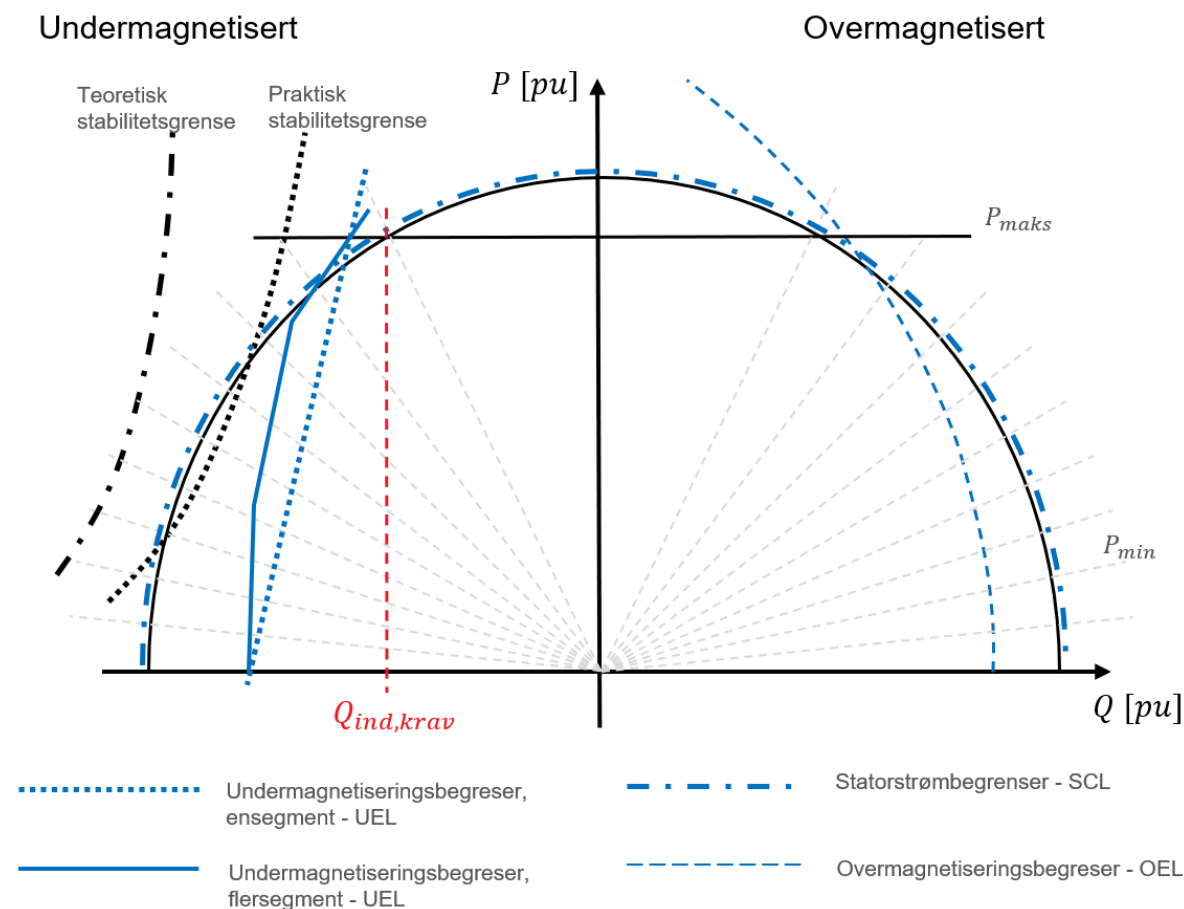 Undermagnetisert
Overmagnetisert
Teoretisk
stabilitetsgrense
Praktisk
stabilitetsgrense
P [pu]
P_maks
P_min
Q_ind,krav
Q [pu]
Undermagnetiseringsbegreser,
ensegment - UEL
Statorstrømbegrenser - SCL
Undermagnetiseringsbegreser,
flersegment - UEL
Overmagnetiseringsbegreser - OEL